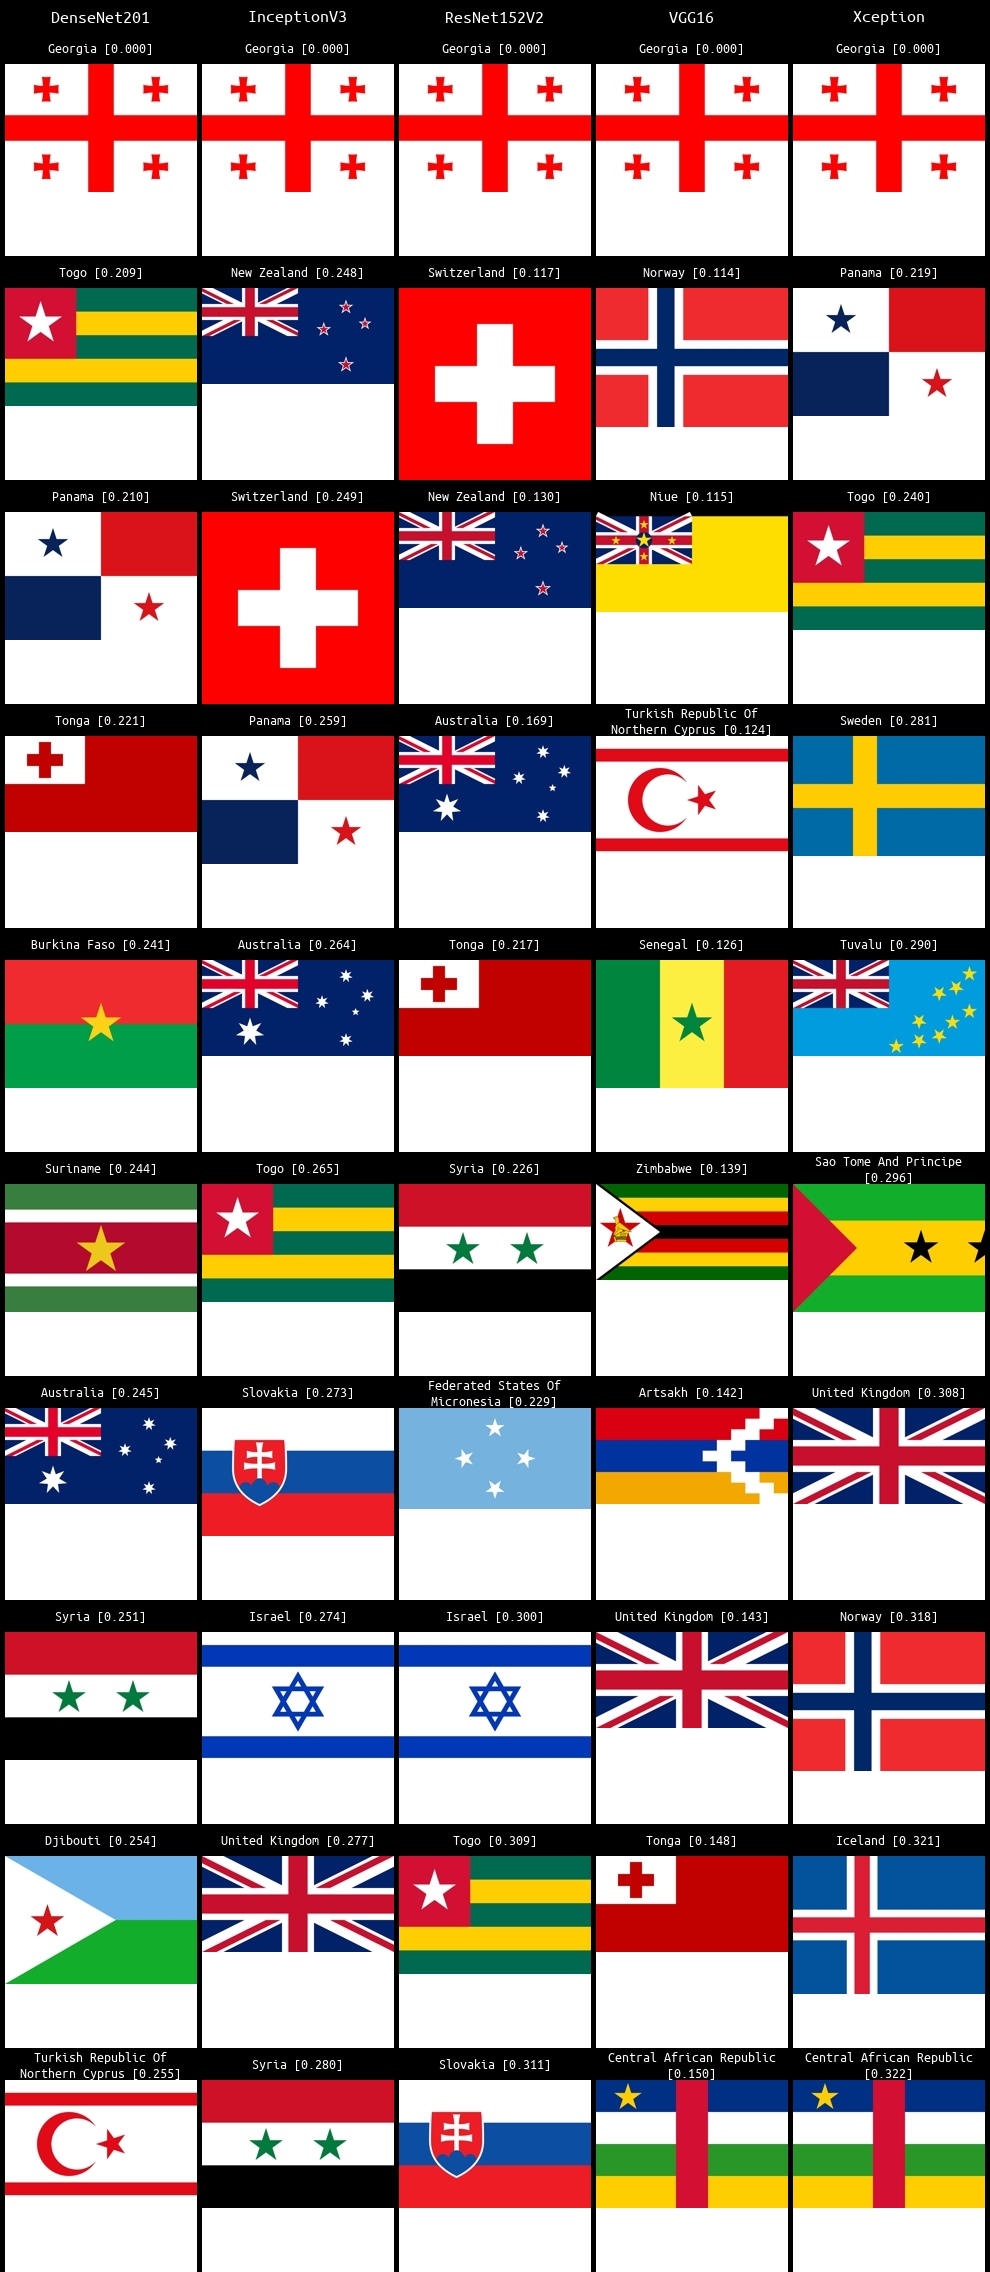 DenseNet201 InceptionV3 ResNet152V2 VGG16 Xception
Georgia [0.000] Georgia [0.000] Georgia [0.000] Georgia [0.000] Georgia [0.000]
Togo [0.209] New Zealand [0.248] Switzerland [0.117] Norway [0.114] Panama [0.219]
Panama [0.210] Switzerland [0.249] New Zealand [0.130] Niue [0.115] Togo [0.240]
Tonga [0.221] Panama [0.259] Australia [0.169] Turkish Republic Of
Northern Cyprus [0.124] Sweden [0.281]
Burkina Faso [0.241] Australia [0.264] Tonga [0.217] Senegal [0.126] Tuvalu [0.290]
Suriname [0.244] Togo [0.265] Syria [0.226] Zimbabwe [0.139] Sao Tome And Principe
[0.296]
Australia [0.245] Slovakia [0.273] Federated States Of
Micronesia [0.229] Artsakh [0.142] United Kingdom [0.308]
Syria [0.251] Israel [0.274] Israel [0.300] United Kingdom [0.143] Norway [0.318]
Djibouti [0.254] United Kingdom [0.277] Togo [0.309] Tonga [0.148] Iceland [0.321]
Turkish Republic Of
Northern Cyprus [0.255] Syria [0.280] Slovakia [0.311] Central African Republic
[0.150] Central African Republic
[0.322]